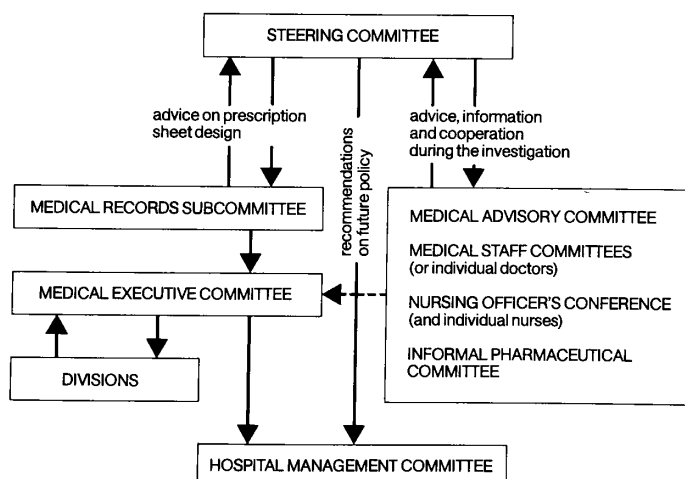 STEERING COMMITTEE
advice on prescription
sheet design
recommendations
on future policy
advice, information
and cooperation
during the investigation
MEDICAL RECORDS SUBCOMMITTEE
MEDICAL ADVISORY COMMITTEE
MEDICAL STAFF COMMITTEES
(or individual doctors)
MEDICAL EXECUTIVE COMMITTEE
NURSING OFFICER'S CONFERENCE
(and individual nurses)
INFORMAL PHARMACEUTICAL
COMMITTEE
DIVISIONS
HOSPITAL MANAGEMENT COMMITTEE